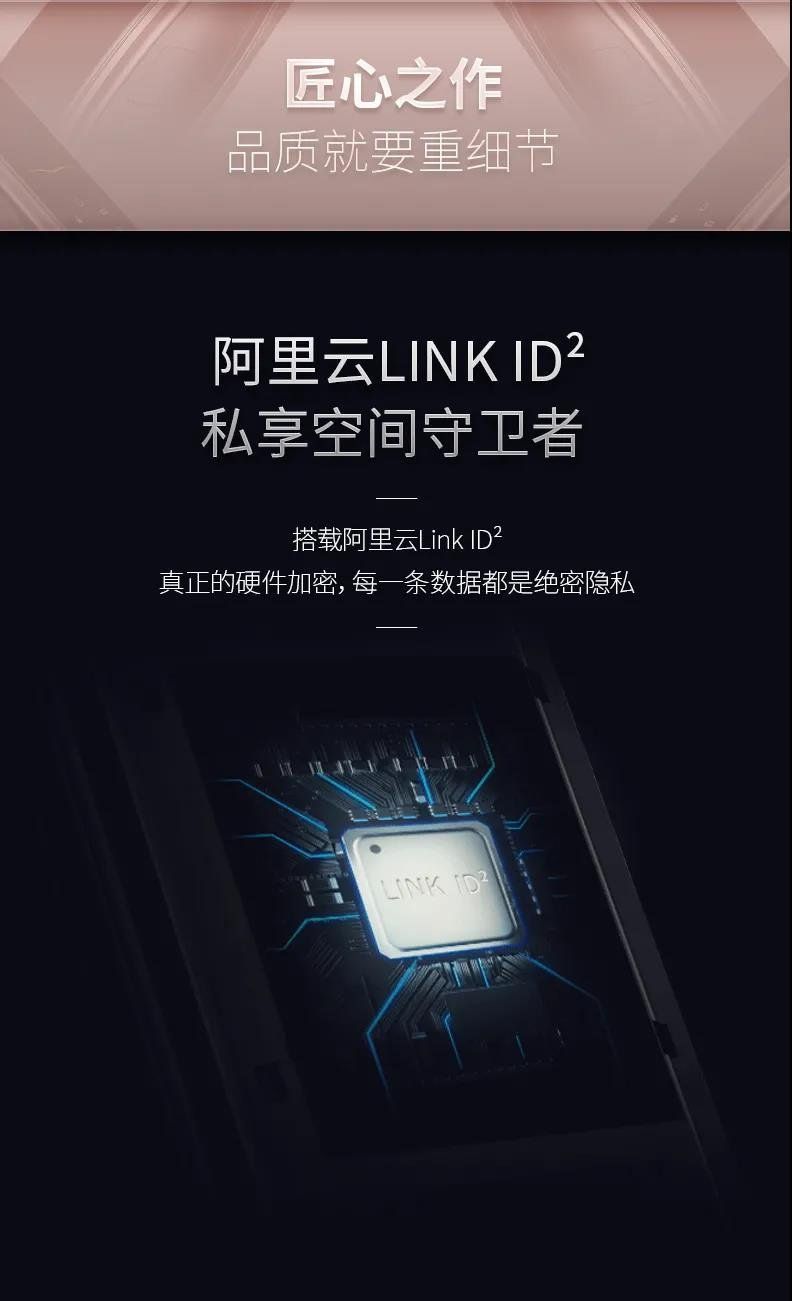 匠心之作
品质就要重细节
阿里云LINK ID²
私享空间守卫者
搭载阿里云Link ID²
真正的硬件加密，每一条数据都是绝密隐私
LINK ID²